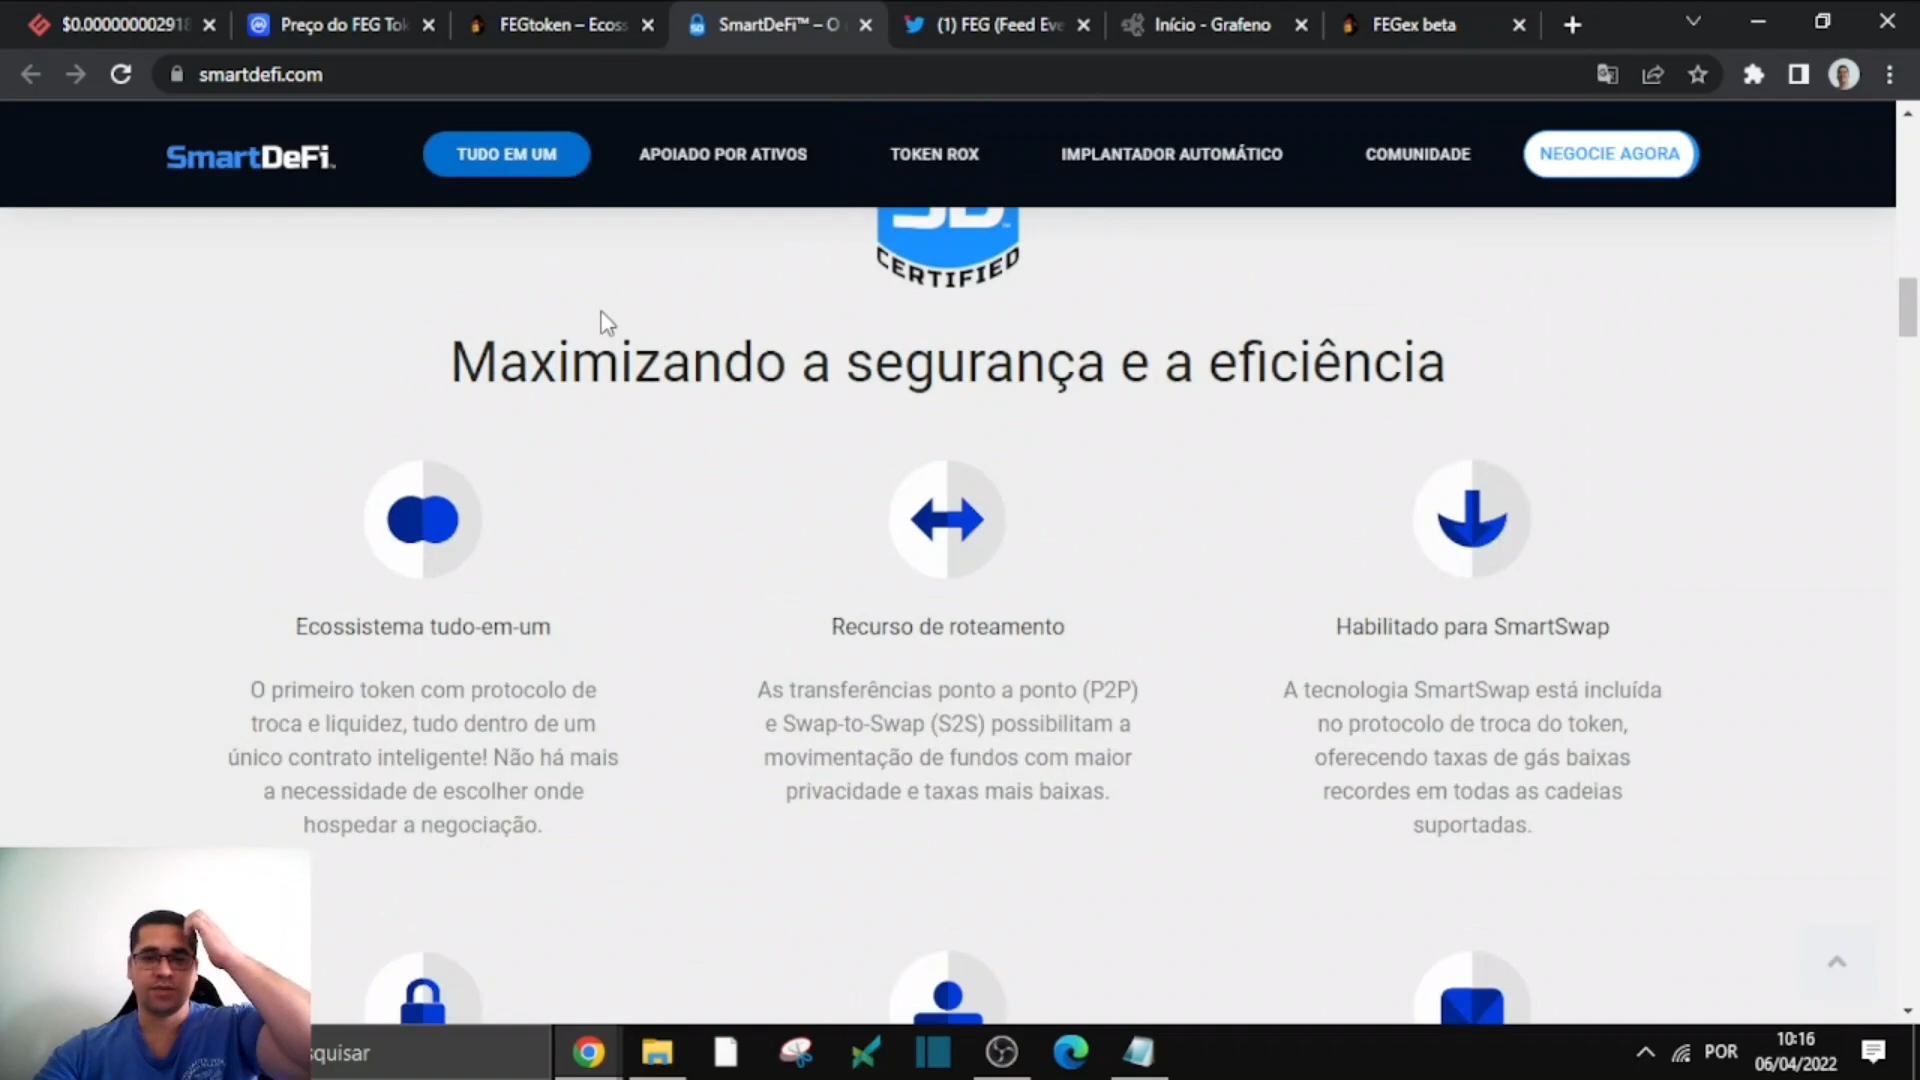 $0.000000002918
Preço do FEG Tok
FEGtoken – Ecoss
SmartDeFi™ – O
(1) FEG (Feed Eve
Início - Grafeno
FEGex beta
smartdefi.com
SmartDeFi™
TUDO EM UM
APOIADO POR ATIVOS
TOKEN ROX
IMPLANTADOR AUTOMÁTICO
COMUNIDADE
NEGOCIE AGORA
CERTIFIED
Maximizando a segurança e a eficiência
Ecossistema tudo-em-um
O primeiro token com protocolo de
troca e liquidez, tudo dentro de um
único contrato inteligente! Não há mais
a necessidade de escolher onde
hospedar a negociação.
Recurso de roteamento
As transferências ponto a ponto (P2P)
e Swap-to-Swap (S2S) possibilitam a
movimentação de fundos com maior
privacidade e taxas mais baixas.
Habilitado para SmartSwap
A tecnologia SmartSwap está incluída
no protocolo de troca do token,
oferecendo taxas de gás baixas
recordes em todas as cadeias
suportadas.
squisar
POR
10:16
06/04/2022